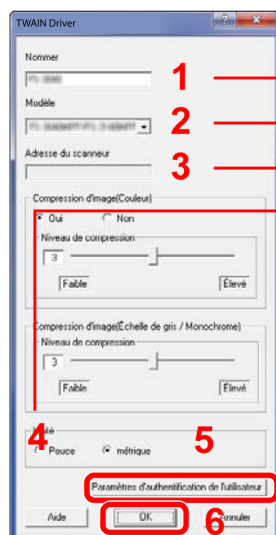 TWAIN Driver
Nommer
1
Modèle
2
Adresse du scanneur
3
Compression d'image(Couleur)
Oui Non
Niveau de compression
3
Faible Élevé
Compression d'image(Échelle de gris / Monochrome)
Niveau de compression
3
Faible Élevé
4
5
Pouce métrique
Paramètres d'authentification de l'utilisateur
Aide OK Annuler
6